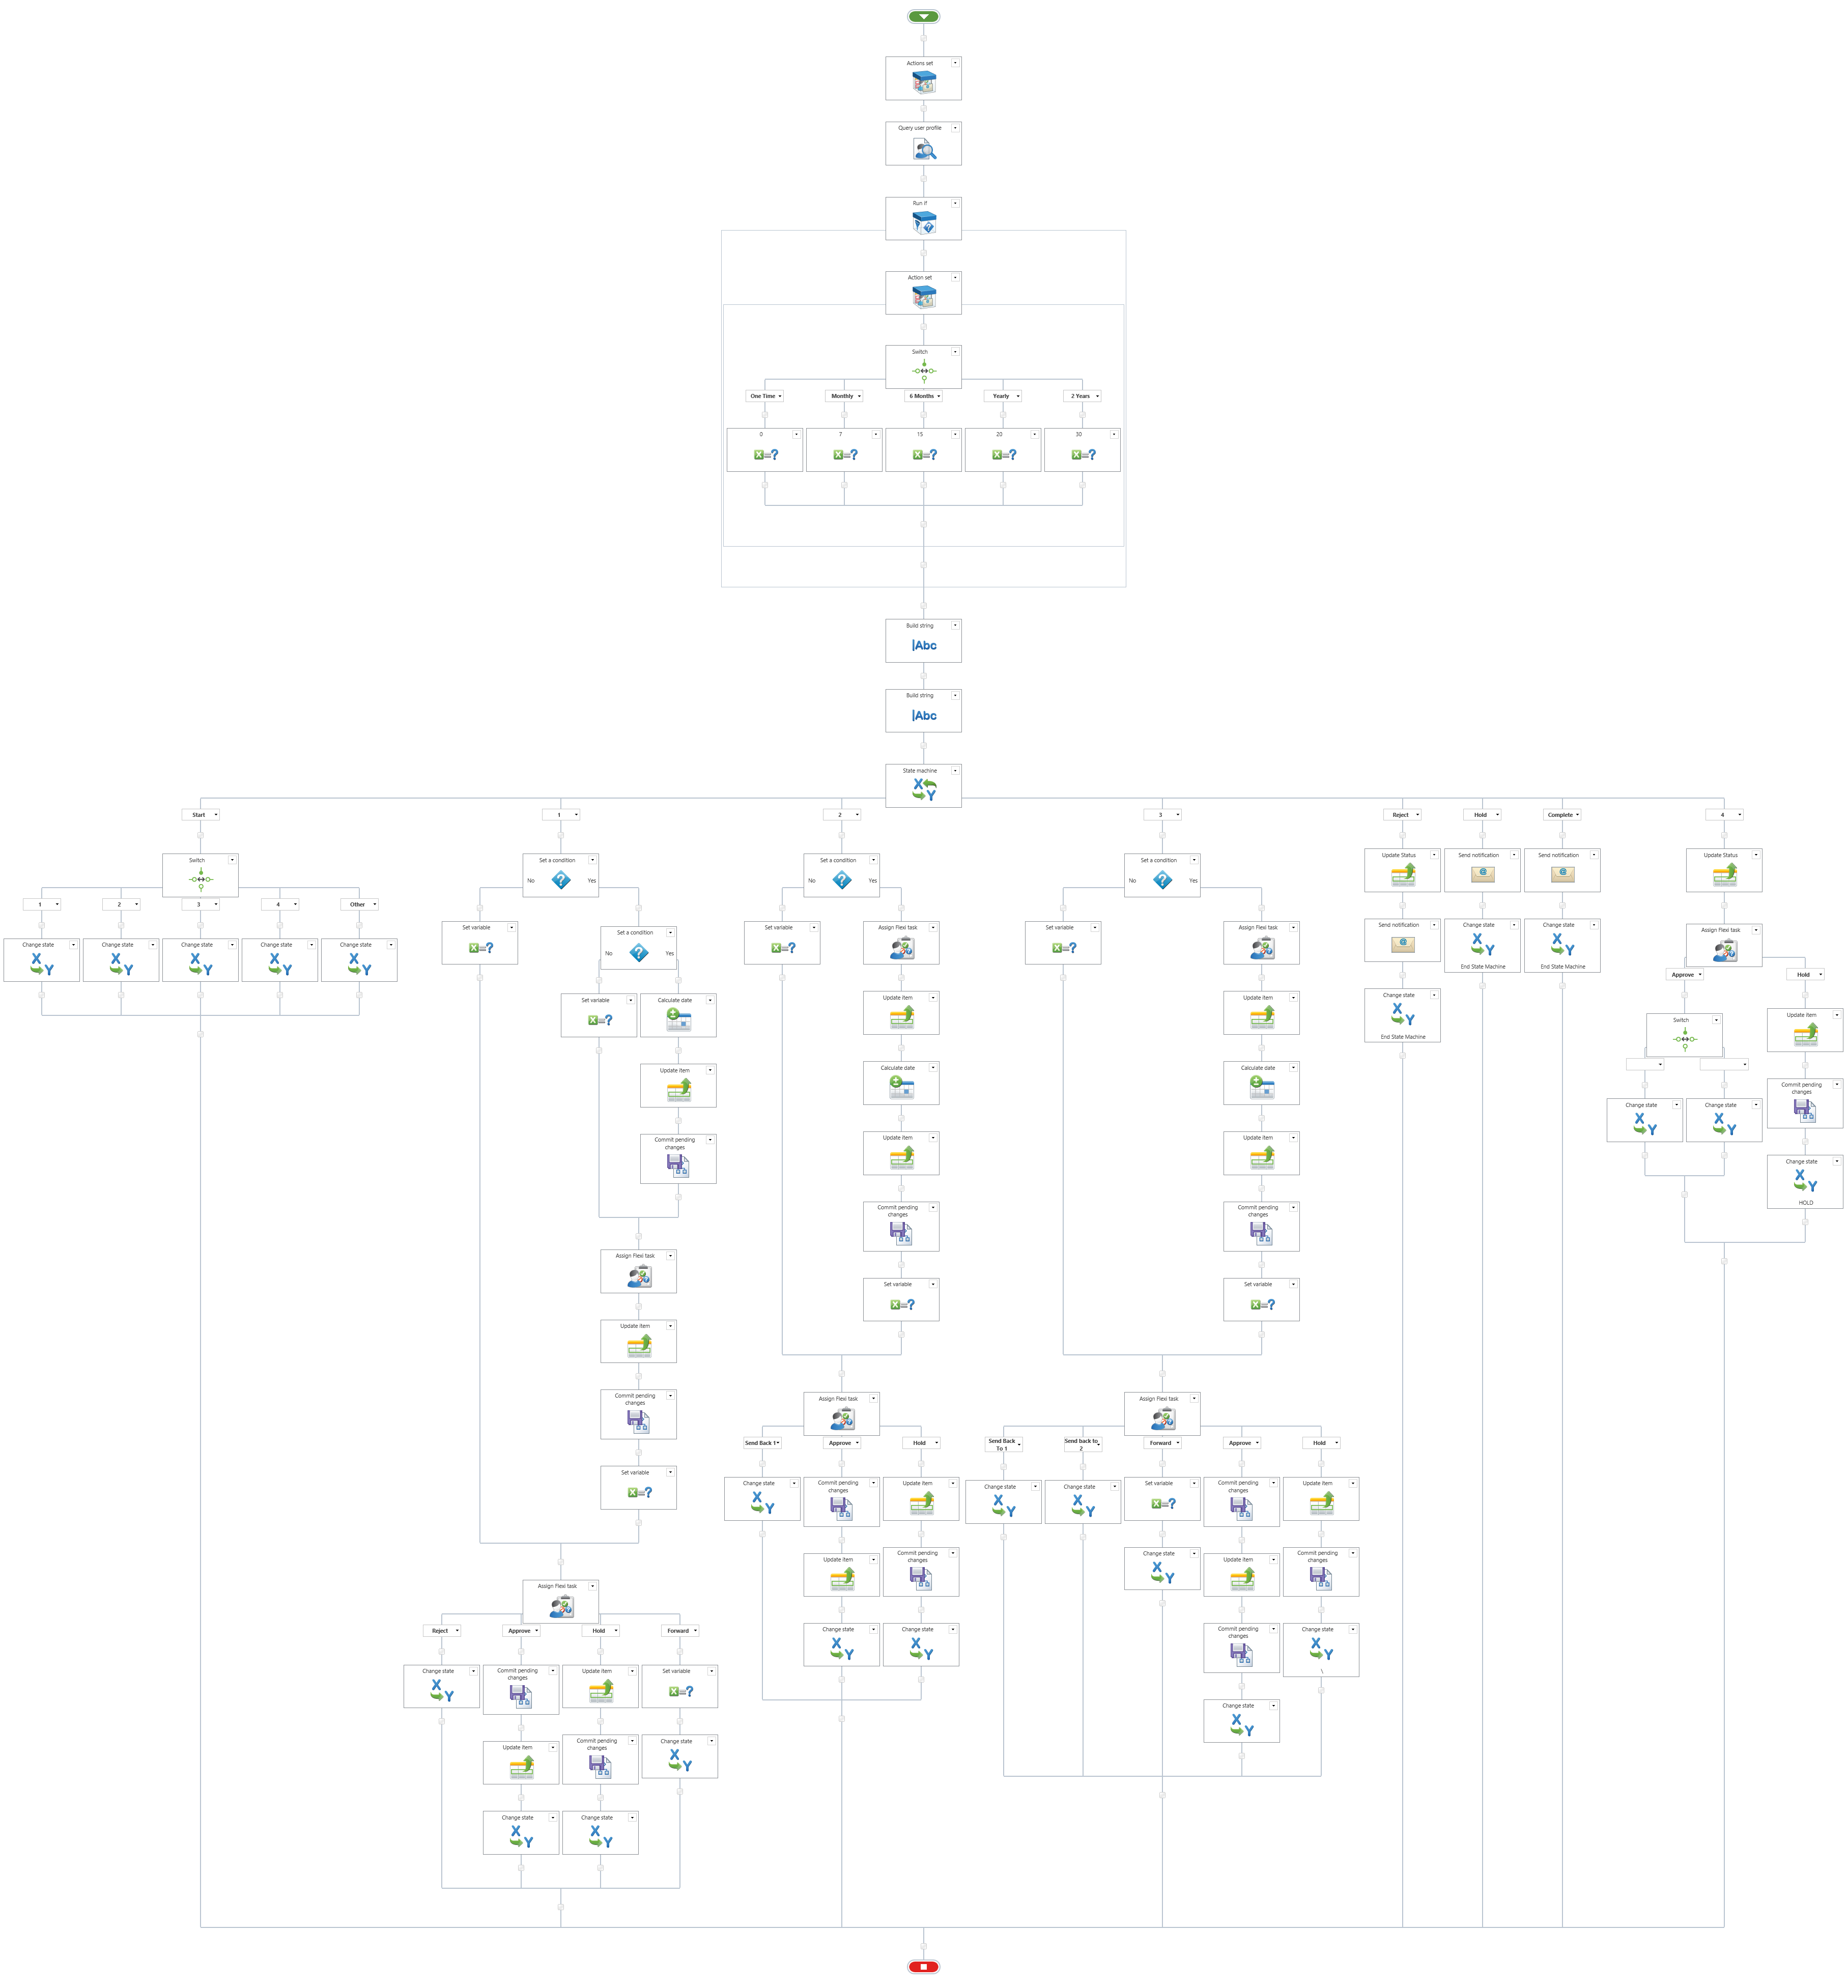 Actions set
Query user profile
Run If
Action set
Switch
One Time
Monthly
6 Months
Yearly
2 Years
0
7
15
20
30
Build string
|Abc
Build string
|Abc
State machine
Start
1
2
3
Reject
Hold
Complete
4
Switch
1
2
3
4
Other
Change state
Change state
Change state
Change state
Change state
Set a condition
No
Yes
Set variable
Set a condition
No
Yes
Set variable
Calculate date
Update item
Commit pending
changes
Assign Flexi task
Update item
Commit pending
changes
Set variable
Assign Flexi task
Reject
Approve
Hold
Forward
Change state
Commit pending
changes
Update item
Change state
Update item
Commit pending
changes
Change state
Set variable
Change state
Set a condition
No
Yes
Set variable
Assign Flexi task
Update item
Calculate date
Update item
Commit pending
changes
Set variable
Assign Flexi task
Send Back 1
Approve
Hold
Change state
Commit pending
changes
Update item
Change state
Update item
Commit pending
changes
Change state
Set a condition
No
Yes
Set variable
Assign Flexi task
Update item
Calculate date
Update item
Commit pending
changes
Set variable
Assign Flexi task
Send Back
To 1
Send back to
2
Forward
Approve
Hold
Change state
Change state
Set variable
Change state
Commit pending
changes
Update item
Commit pending
changes
Change state
Update item
Commit pending
changes
Change state
\
Update Status
Send notification
Change state
End State Machine
Send notification
Change state
End State Machine
Send notification
Change state
End State Machine
Update Status
Assign Flexi task
Approve
Hold
Switch
Change state
Change state
Update item
Commit pending
changes
Change state
HOLD